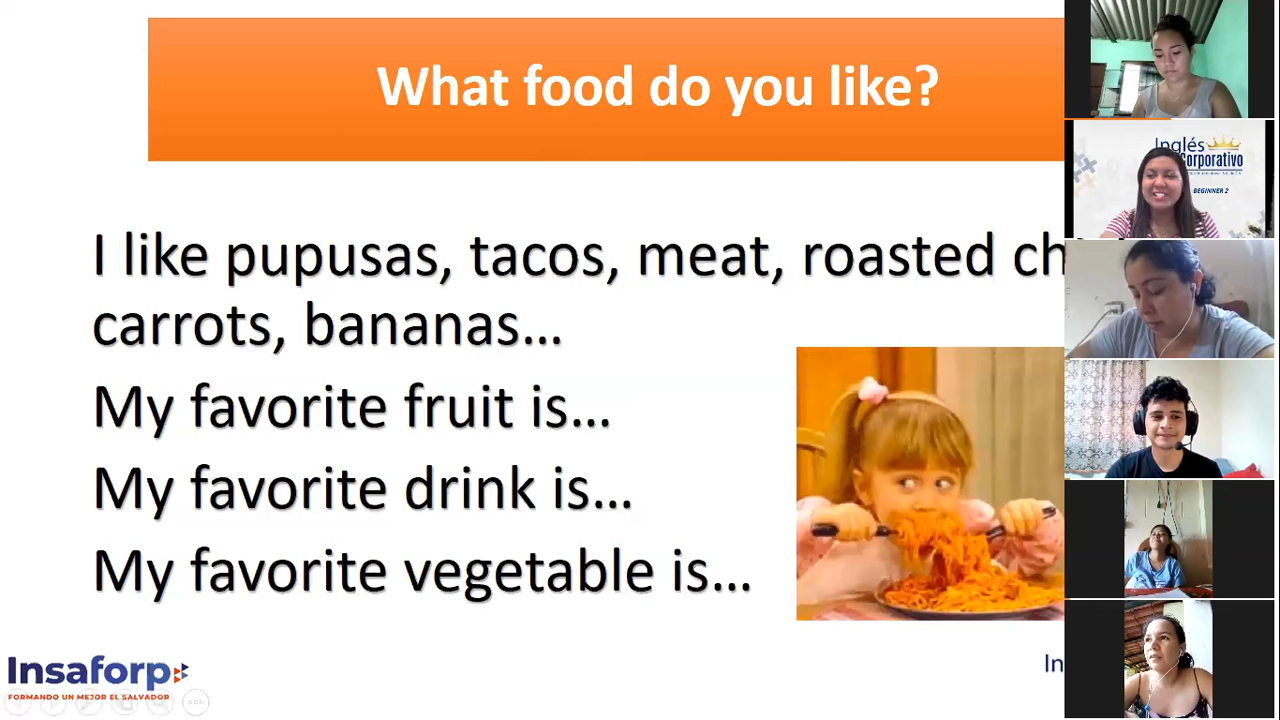 What food do you like?
I like pupusas, tacos, meat, roasted ch
carrots, bananas…
My favorite fruit is…
My favorite drink is…
My favorite vegetable is…
Insaforp
FORMANDO UN MEJOR EL SALVADOR
In
Inglés
Corporativo
BEGINNER 2